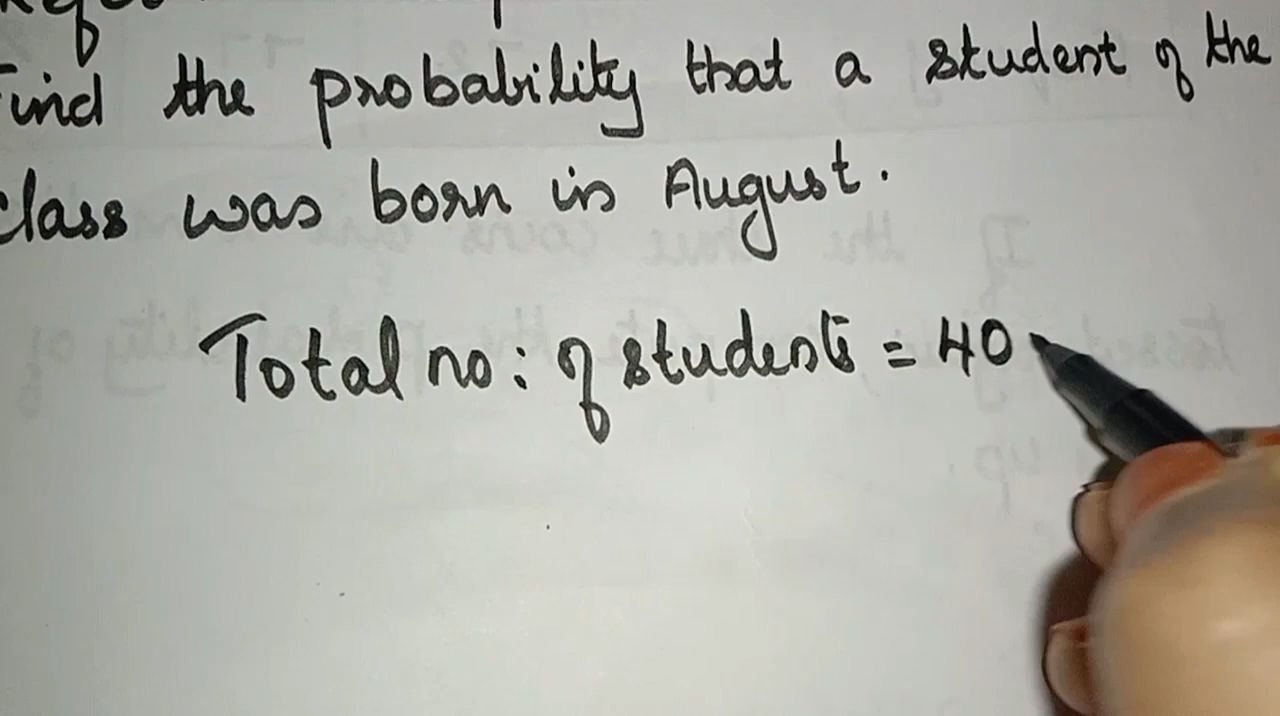 Find the probability that a student of the
class was born in August.
Total no: of students = 40